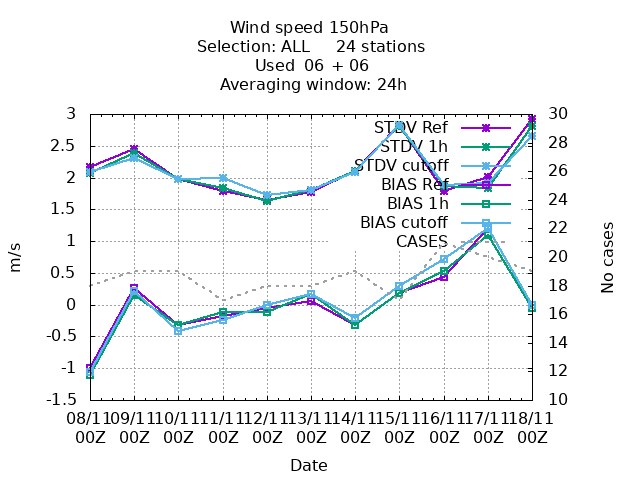 Wind speed 150hPa
Selection: ALL 24 stations
Used 06 + 06
Averaging window: 24h
3
2.5
2
1.5
1
0.5
0
-0.5
-1
-1.5
m/s
STDV Ref
STDV 1h
STDV cutoff
BIAS Ref
BIAS 1h
BIAS cutoff
CASES
30
28
26
24
22
20
18
16
14
12
10
No cases
08/11 09/11 10/11 11/11 12/11 13/11 14/11 15/11 16/11 17/11 18/11
00Z 00Z 00Z 00Z 00Z 00Z 00Z 00Z 00Z 00Z 00Z
Date